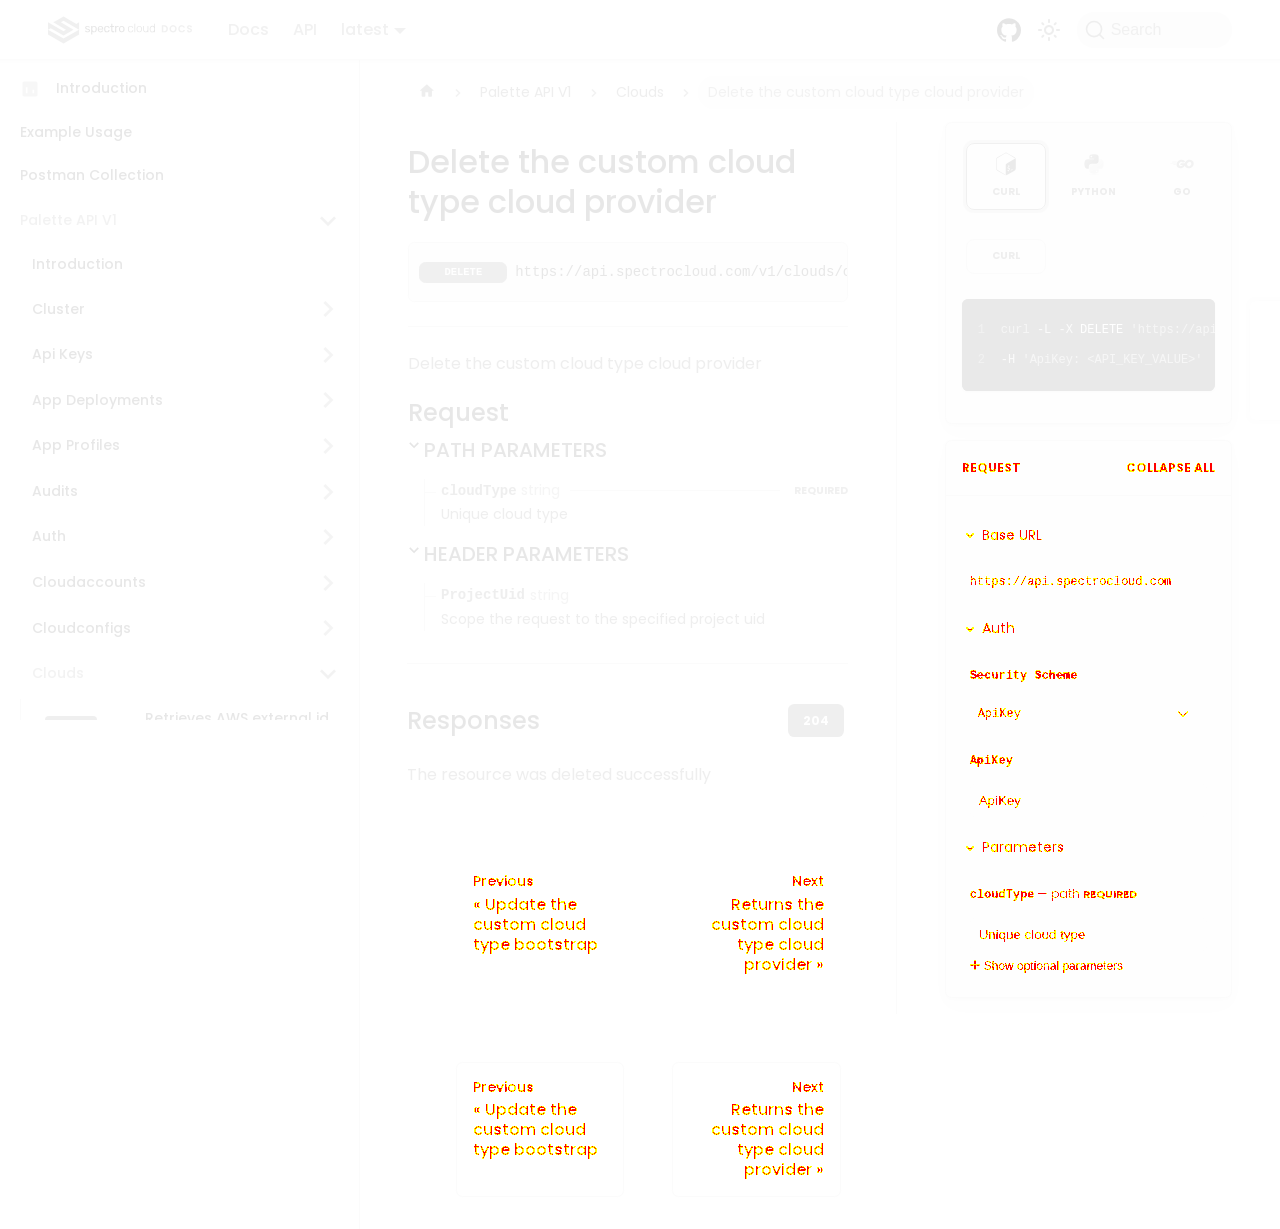 spectro cloud DOCS
Docs
API
latest
Search
Introduction
Example Usage
Postman Collection
Palette API V1
Introduction
Cluster
Api Keys
App Deployments
App Profiles
Audits
Auth
Cloudaccounts
Cloudconfigs
Clouds
Retrieves AWS external id
Palette API V1
Clouds
Delete the custom cloud type cloud provider
Delete the custom cloud
type cloud provider
DELETE https://api.spectrocloud.com/v1/clouds/
Delete the custom cloud type cloud provider
Request
PATH PARAMETERS
cloudType string REQUIRED
Unique cloud type
HEADER PARAMETERS
ProjectUid string
Scope the request to the specified project uid
Responses
204
The resource was deleted successfully
Previous
« Update the
custom cloud
type bootstrap
Next
Returns the
custom cloud
type cloud
provider »
Previous
« Update the
custom cloud
type bootstrap
Next
Returns the
custom cloud
type cloud
provider »
CURL
PYTHON
GO
CURL
1 curl -L -X DELETE 'https://api
2 -H 'ApiKey: <API_KEY_VALUE>'
REQUEST
COLLAPSE ALL
Base URL
https://api.spectrocloud.com
Auth
Security Scheme
ApiKey
ApiKey
ApiKey
Parameters
cloudType — path REQUIRED
Unique cloud type
+ Show optional parameters